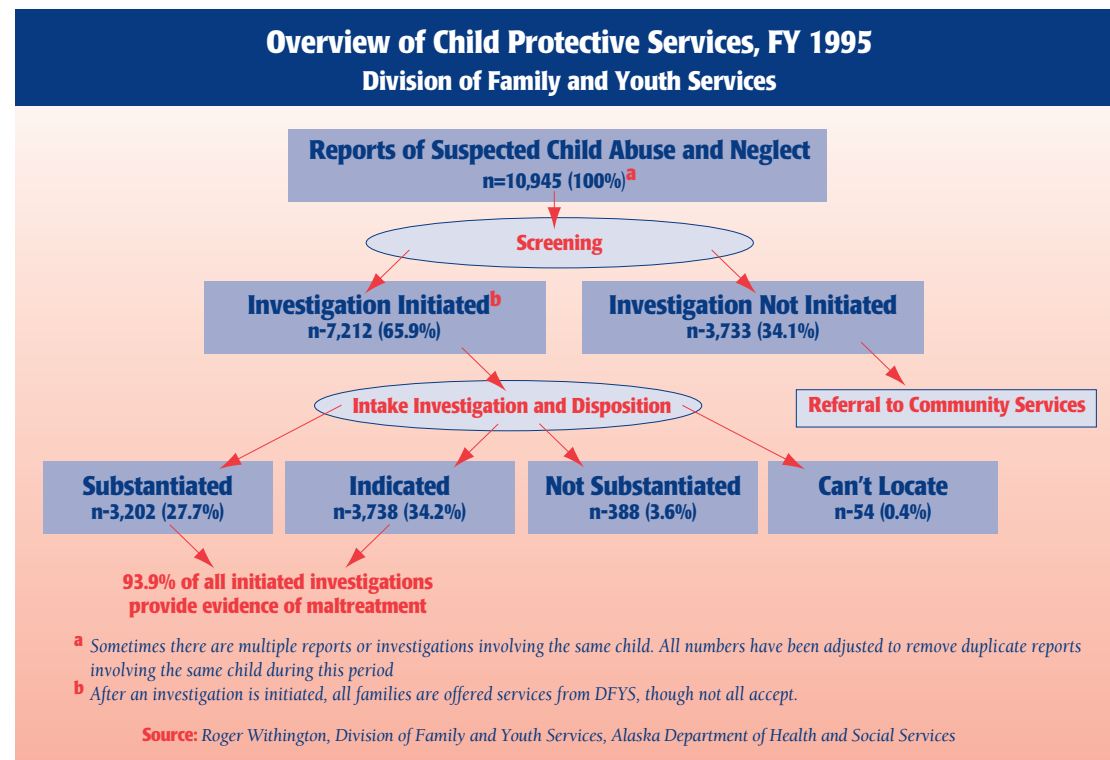 Overview of Child Protective Services, FY 1995
Division of Family and Youth Services
Reports of Suspected Child Abuse and Neglect
n=10,945 (100%)a
Screening
Investigation Initiatedb
n-7,212 (65.9%)
Investigation Not Initiated
n-3,733 (34.1%)
Intake Investigation and Disposition
Referral to Community Services
Substantiated
n-3,202 (27.7%)
Indicated
n-3,738 (34.2%)
Not Substantiated
n-388 (3.6%)
Can't Locate
n-54 (0.4%)
93.9% of all initiated investigations
provide evidence of maltreatment
a Sometimes there are multiple reports or investigations involving the same child. All numbers have been adjusted to remove duplicate reports
involving the same child during this period
b After an investigation is initiated, all families are offered services from DFYS, though not all accept.
Source: Roger Withington, Division of Family and Youth Services, Alaska Department of Health and Social Services